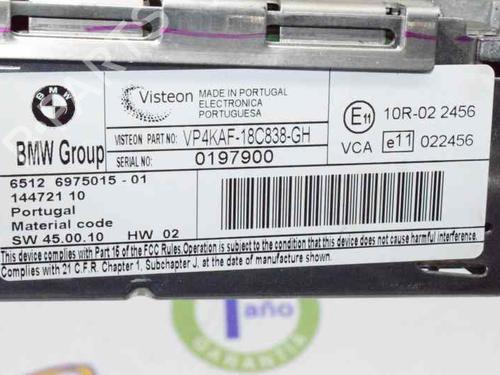 BMW
BMW Group
Visteon
MADE IN PORTUGAL
ELECTRONICA
PORTUGUESA
VISTEON PART NO: VP4KAF-18C838-GH
SERIAL NO: 0197900
E11 10R-02 2456
VCA e11 022456
6512 6975015 - 01
144721 10
Portugal
Material code
SW 45.00.10 HW 02
This device complies with Part 15 of the FCC Rules. Operation is subject to the condition that this device does not cause harmful interference.
Complies with 21 C.F.R. Chapter 1, Subchapter J, at the date of manufacture shown.
1
año
GARANTIA